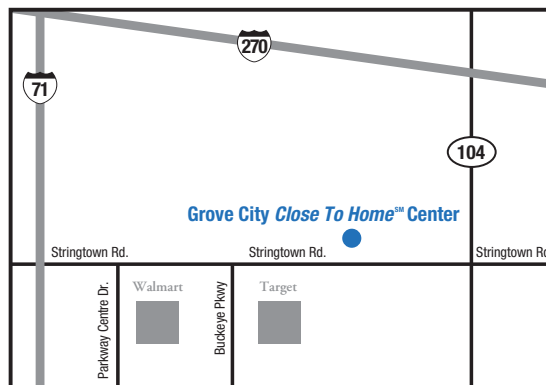 270
71
104
Grove City Close To Home℠ Center
Stringtown Rd.
Stringtown Rd.
Stringtown Rd
Walmart
Target
Parkway Centre Dr.
Buckeye Pkwy